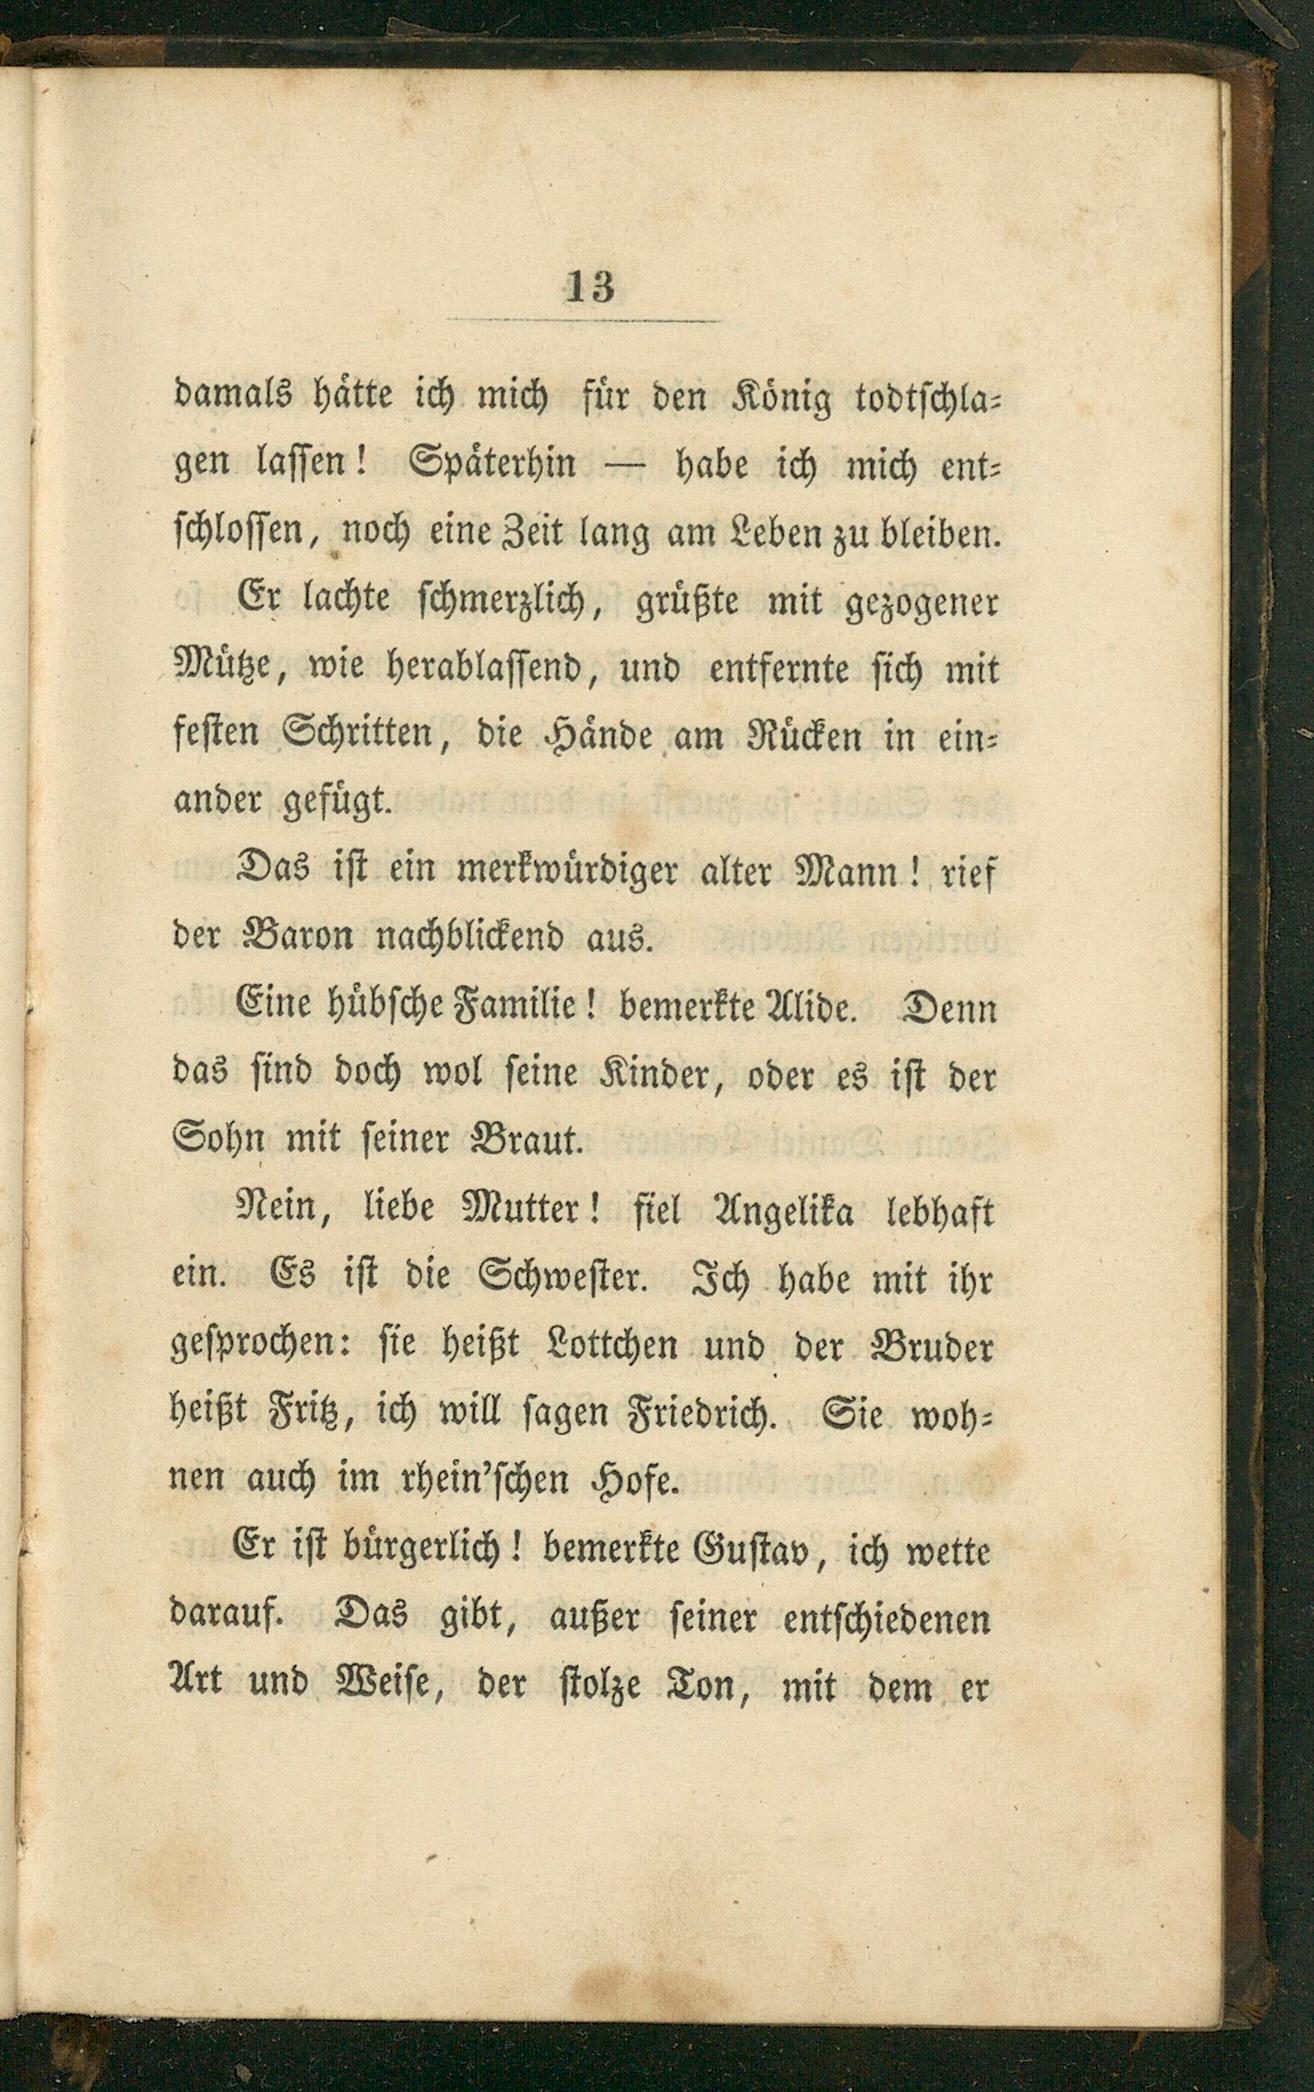 13
damals hätte ich mich für den König todtſchla⸗
gen laſſen! Späterhin — habe ich mich ent⸗
ſchloſſen, noch eine Zeit lang am Leben zu bleiben.
Er lachte ſchmerzlich, grüßte mit gezogener
Mütze, wie herablaſſend, und entfernte ſich mit
feſten Schritten, die Hände am Rücken in ein⸗
ander gefügt.
Das iſt ein merkwürdiger alter Mann! rief
der Baron nachblickend aus.
Eine hübſche Familie! bemerkte Alide. Denn
das ſind doch wol ſeine Kinder, oder es iſt der
Sohn mit ſeiner Braut.
Nein, liebe Mutter! fiel Angelika lebhaft
ein. Es iſt die Schweſter. Ich habe mit ihr
geſprochen: ſie heißt Lottchen und der Bruder
heißt Fritz, ich will ſagen Friedrich. Sie woh⸗
nen auch im rhein’ſchen Hofe.
Er iſt bürgerlich! bemerkte Guſtav, ich wette
darauf. Das gibt, außer ſeiner entſchiedenen
Art und Weiſe, der ſtolze Ton, mit dem er